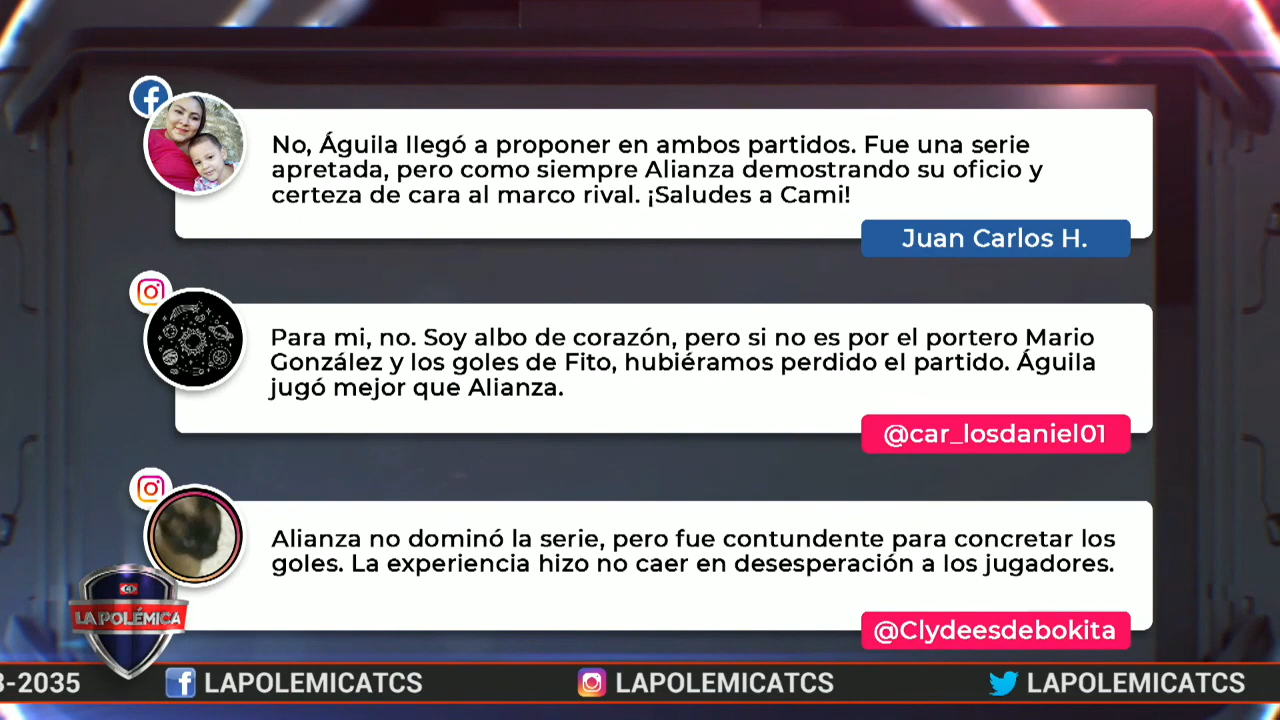 No, Águila llegó a proponer en ambos partidos. Fue una serie
apretada, pero como siempre Alianza demostrando su oficio y
certeza de cara al marco rival. ¡Saludes a Cami!
Juan Carlos H.
Para mi, no. Soy albo de corazón, pero si no es por el portero Mario
González y los goles de Fito, hubiéramos perdido el partido. Águila
jugó mejor que Alianza.
@car_losdaniel01
Alianza no dominó la serie, pero fue contundente para concretar los
goles. La experiencia hizo no caer en desesperación a los jugadores.
@Clydeesdebokita
LA POLÉMICA
-2035 LAPOLEMICATCS LAPOLEMICATCS LAPOLEMICATCS